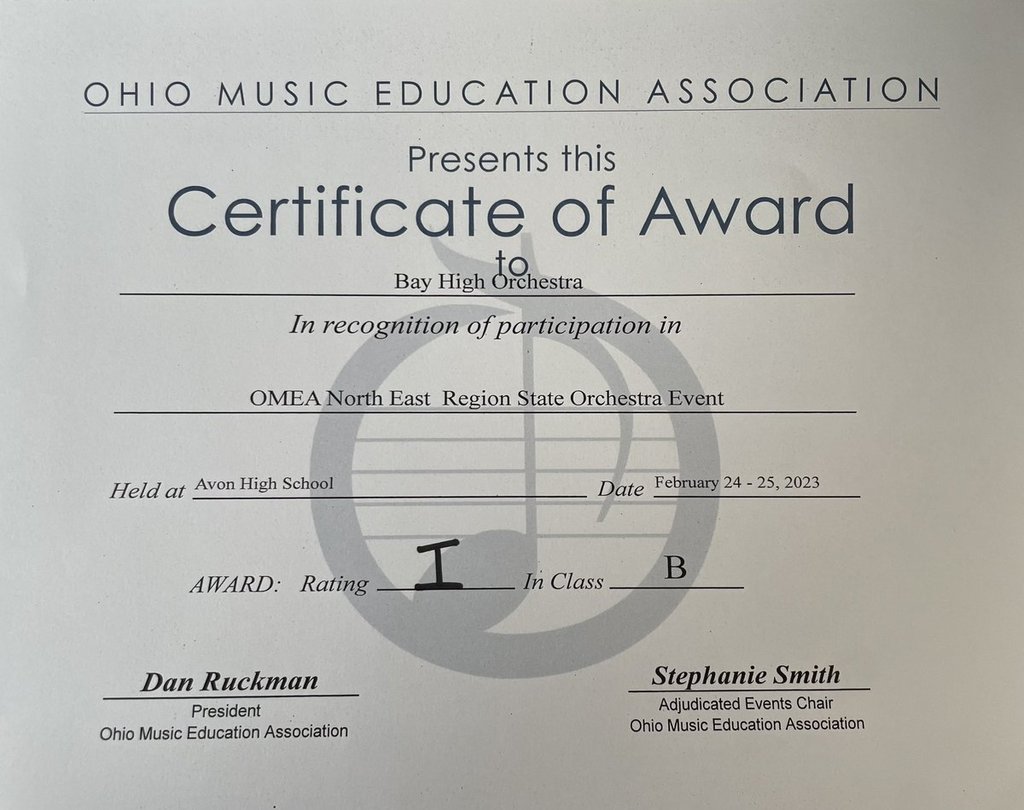 OHIO MUSIC EDUCATION ASSOCIATION
Presents this
Certificate of Award
to
Bay High Orchestra
In recognition of participation in
OMEA North East Region State Orchestra Event
Held at Avon High School Date February 24 - 25, 2023
AWARD: Rating I In Class B
Dan Ruckman Stephanie Smith
President Adjudicated Events Chair
Ohio Music Education Association Ohio Music Education Association